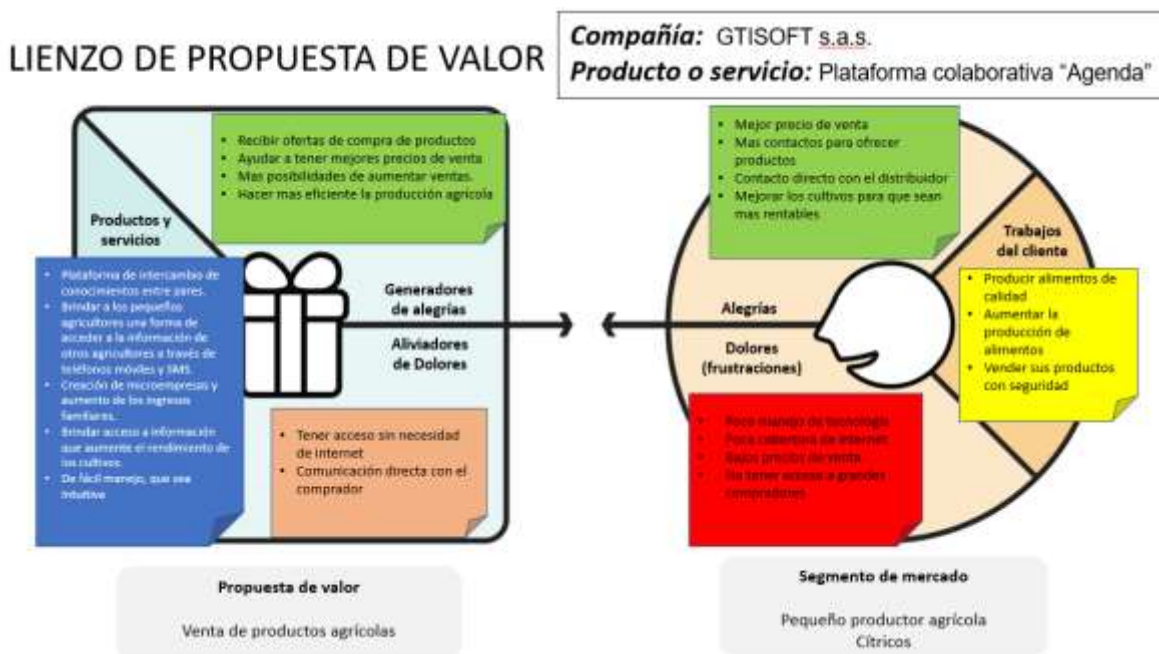 LIENZO DE PROPUESTA DE VALOR
Compañía: GTISOFT s.a.s.
Producto o servicio: Plataforma colaborativa "Agenda"
• Recibir ofertas de compra de productos
• Ayudar a tener mejores precios de venta
• Mas posibilidades de aumentar ventas.
• Hacer mas eficiente la producción agrícola
Productos y
servicios
• Plataforma de intercambio de
conocimientos entre pares.
• Brindar a los pequeños
agricultores una forma de
acceder a la información de
otros agricultores a través de
teléfonos móviles y SMS.
• Creación de microempresas y
aumento de los ingresos
familiares.
• Brindar acceso a información
que aumente el rendimiento de
los cultivos.
• De fácil manejo, que sea
Intuitiva
Generadores
de alegrías
Aliviadores
de Dolores
• Tener acceso sin necesidad
de internet
• Comunicación directa con el
comprador
Propuesta de valor
Venta de productos agrícolas
• Mejor precio de venta
• Mas contactos para ofrecer
productos
• Contacto directo con el distribuidor
• Mejorar los cultivos para que sean
mas rentables
Trabajos
del cliente
• Producir alimentos de
calidad
• Aumentar la
producción de
alimentos
• Vender sus productos
con seguridad
Alegrías
Dolores
(frustraciones)
• Poco manejo de tecnología
• Poca cobertura de internet
• Bajos precios de venta
• No tener acceso a grandes
compradores
Segmento de mercado
Pequeño productor agrícola
Cítricos